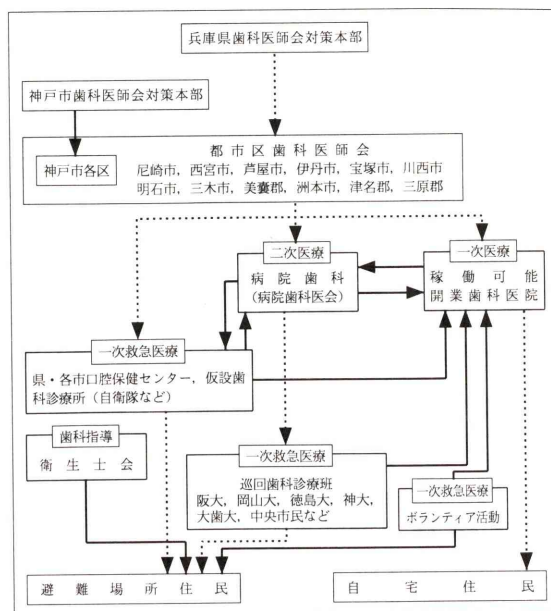 兵庫県歯科医師会対策本部
神戸市歯科医師会対策本部
都市区歯科医師会
神戸市各区
尼崎市，西宮市，芦屋市，伊丹市，宝塚市，川西市
明石市，三木市，美嚢郡，洲本市，津名郡，三原郡
二次医療
病院歯科
（病院歯科医会）
一次医療
稼働可能
開業歯科医院
一次救急医療
県・各市口腔保健センター，仮設歯
科診療所（自衛隊など）
歯科指導
衛生士会
一次救急医療
巡回歯科診療班
阪大，岡山大，徳島大，神大，
大歯大，中央市民など
一次救急医療
ボランティア活動
避難場所住民
自宅住民